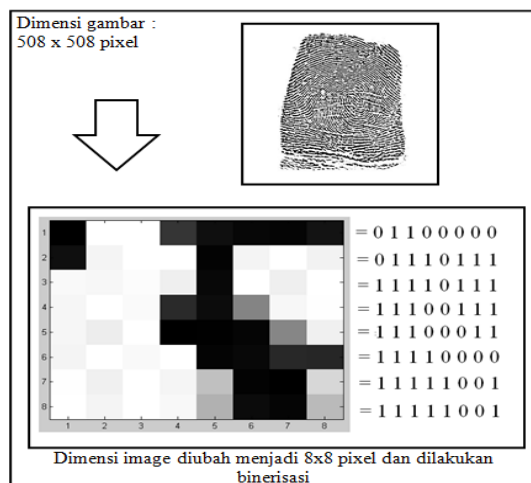 Dimensi gambar :
508 x 508 pixel
1 = 0 1 1 0 0 0 0 0
2 = 0 1 1 1 0 1 1 1
3 = 1 1 1 1 0 1 1 1
4 = 1 1 1 0 0 1 1 1
5 = 1 1 1 0 0 0 1 1
6 = 1 1 1 1 0 0 0 0
7 = 1 1 1 1 1 0 0 1
8 = 1 1 1 1 1 0 0 1
1 2 3 4 5 6 7 8
Dimensi image diubah menjadi 8x8 pixel dan dilakukan
binerisasi